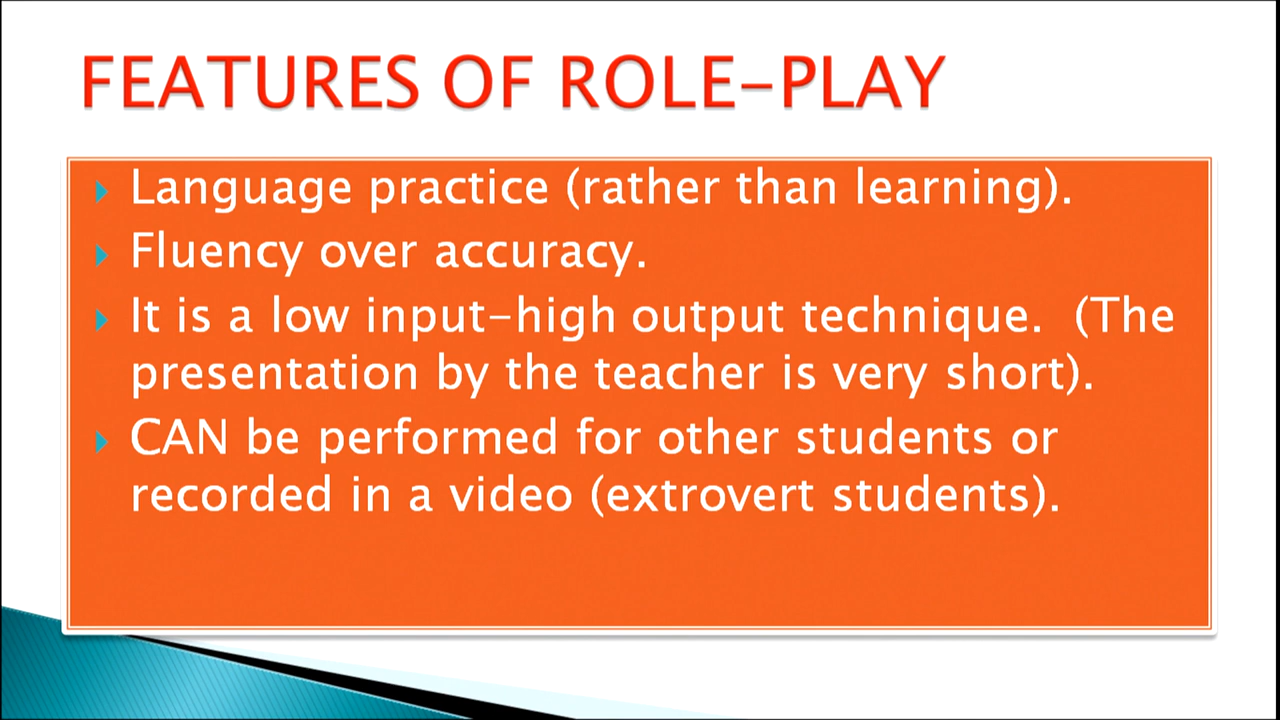 FEATURES OF ROLE-PLAY
Language practice (rather than learning).
Fluency over accuracy.
It is a low input-high output technique. (The
presentation by the teacher is very short).
CAN be performed for other students or
recorded in a video (extrovert students).